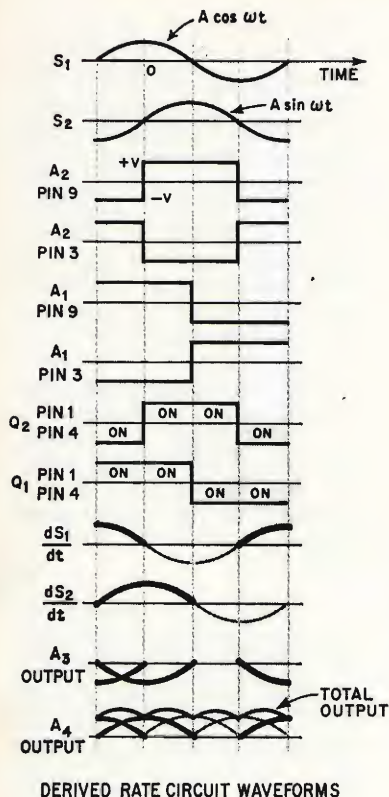 A cos ωt
S1
0
TIME
S2
A sin ωt
A2
PIN 9
+V
−V
A2
PIN 3
A1
PIN 9
A1
PIN 3
Q2 PIN 1 ON ON
PIN 4 ON ON
Q1 PIN 1 ON ON
PIN 4 ON ON
dS1
dt
dS2
dt
A3
OUTPUT
TOTAL
OUTPUT
A4
OUTPUT
DERIVED RATE CIRCUIT WAVEFORMS